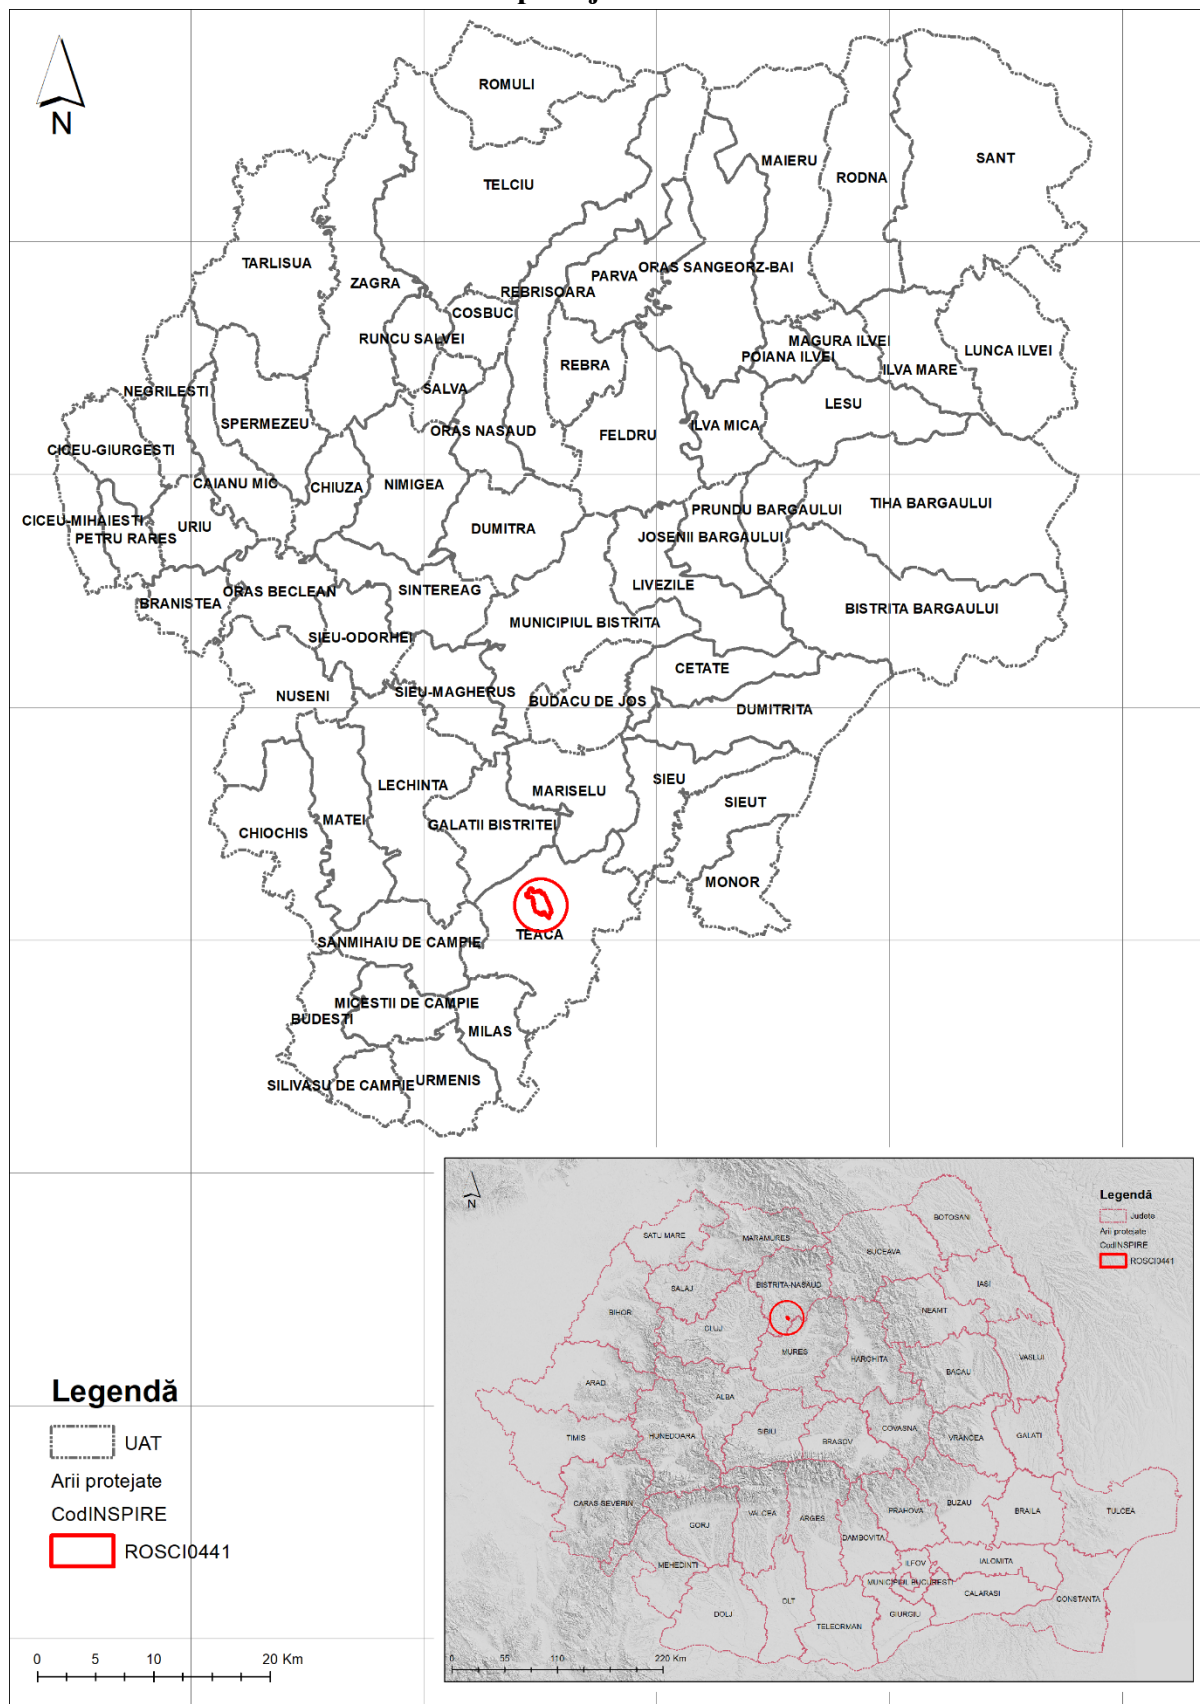 N
ROMULI
MAIERU
SANT
RODNA
TELCIU
TARLISUA
ORAS SANGEORZ-BAI
PARVA
ZAGRA
REBRISOARA
COSBUC
RUNCU SALVEI
MAGURA ILVEI
LUNCA ILVEI
POIANA ILVEI
REBRA
ILVA MARE
SALVA
NEGRILESTI
LESU
SPERMEZEU
ILVA MICA
ORAS NASAUD
FELDRU
CICEU-GIURGESTI
CAIANU MIC
CHIUZA
NIMIGEA
TIHA BARGAULUI
PRUNDU BARGAULUI
CICEU-MIHAIESTI
URIU
DUMITRA
PETRU RARES
JOSENII BARGAULUI
LIVEZILE
ORAS BECLEAN
SINTEREAG
BRANISTEA
BISTRITA BARGAULUI
MUNICIPIUL BISTRITA
SIEU-ODORHEI
CETATE
NUSENI
SIEU-MAGHERUS
BUDACU DE JOS
DUMITRITA
SIEU
LECHINTA
MARISELU
SIEUT
MATEI
GALATII BISTRITEI
CHIOCHIS
MONOR
TEACA
SANMIHAIU DE CAMPIE
MICESTII DE CAMPIE
BUDESTI
MILAS
SILIVASU DE CAMPIE
URMENIS
Legendă
UAT
Arii protejate
CodINSPIRE
ROSCI0441
0 5 10 20 Km
N
Legendă
Judete
Arii protejate
CodINSPIRE
ROSCI0441
BOTOSANI
SATU MARE
MARAMURES
SUCEAVA
BISTRITA-NASAUD
IASI
SALAJ
BIHOR
NEAMT
CLUJ
MURES
HARGHITA
VASLUI
BACAU
ARAD
ALBA
COVASNA
SIBIU
TIMIS
HUNEDOARA
BRASOV
VRANCEA
GALATI
CARAS SEVERIN
BUZAU
PRAHOVA
BRAILA
TULCEA
VALCEA
ARGES
GORJ
DAMBOVITA
MEHEDINTI
ILFOV
IALOMITA
MUNICIPIUL BUCURESTI
CALARASI
CONSTANTA
OLT
DOLJ
GIURGIU
TELEORMAN
0 55 110 220 Km